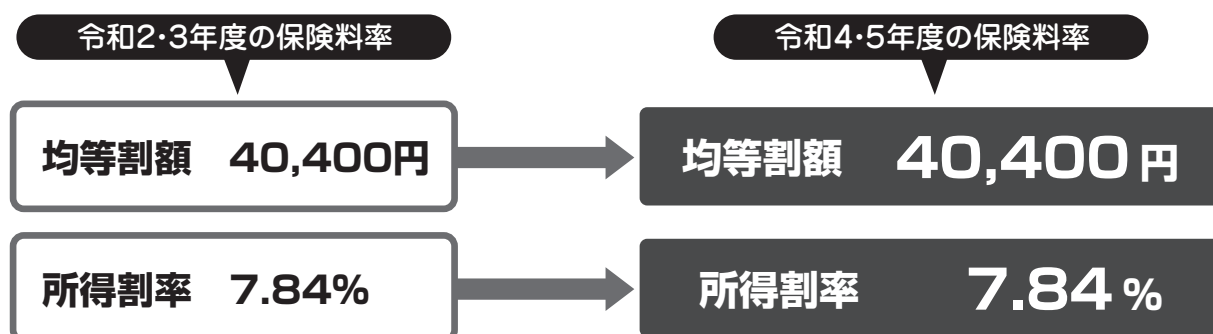 令和2・3年度の保険料率
令和4・5年度の保険料率
均等割額 40,400円
均等割額 40,400円
所得割率 7.84%
所得割率 7.84%